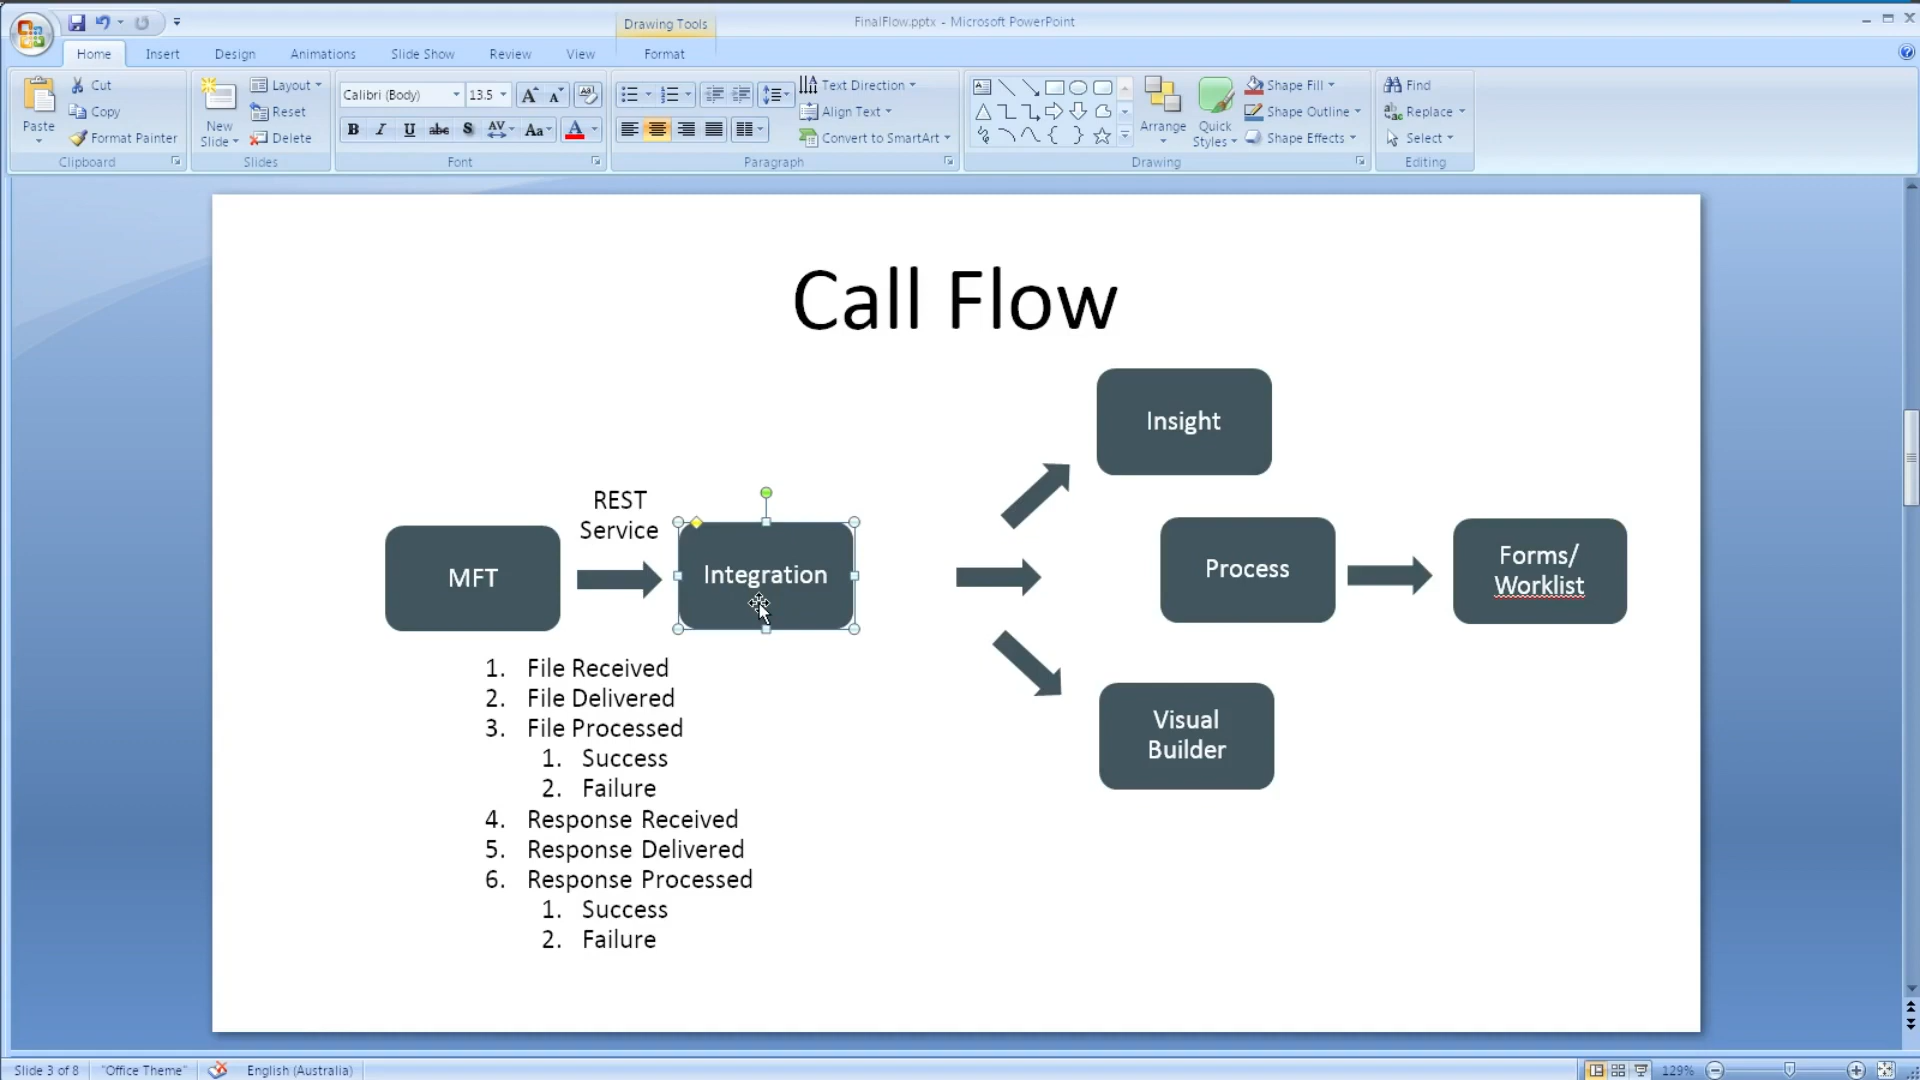 FinalFlow.pptx - Microsoft PowerPoint
Drawing Tools
Home Insert Design Animations Slide Show Review View Format
Paste
Cut
Copy
Format Painter
Clipboard
New Slide
Layout
Reset
Delete
Slides
Calibri (Body) 13.5
B I U abc S AV Aa A
Font
Text Direction
Align Text
Convert to SmartArt
Paragraph
Arrange
Quick Styles
Shape Fill
Shape Outline
Shape Effects
Drawing
Find
Replace
Select
Editing
Call Flow
Insight
REST
Service
MFT
Integration
Process
Forms/
Worklist
Visual
Builder
1. File Received
2. File Delivered
3. File Processed
1. Success
2. Failure
4. Response Received
5. Response Delivered
6. Response Processed
1. Success
2. Failure
Slide 3 of 8 "Office Theme" English (Australia) 129%